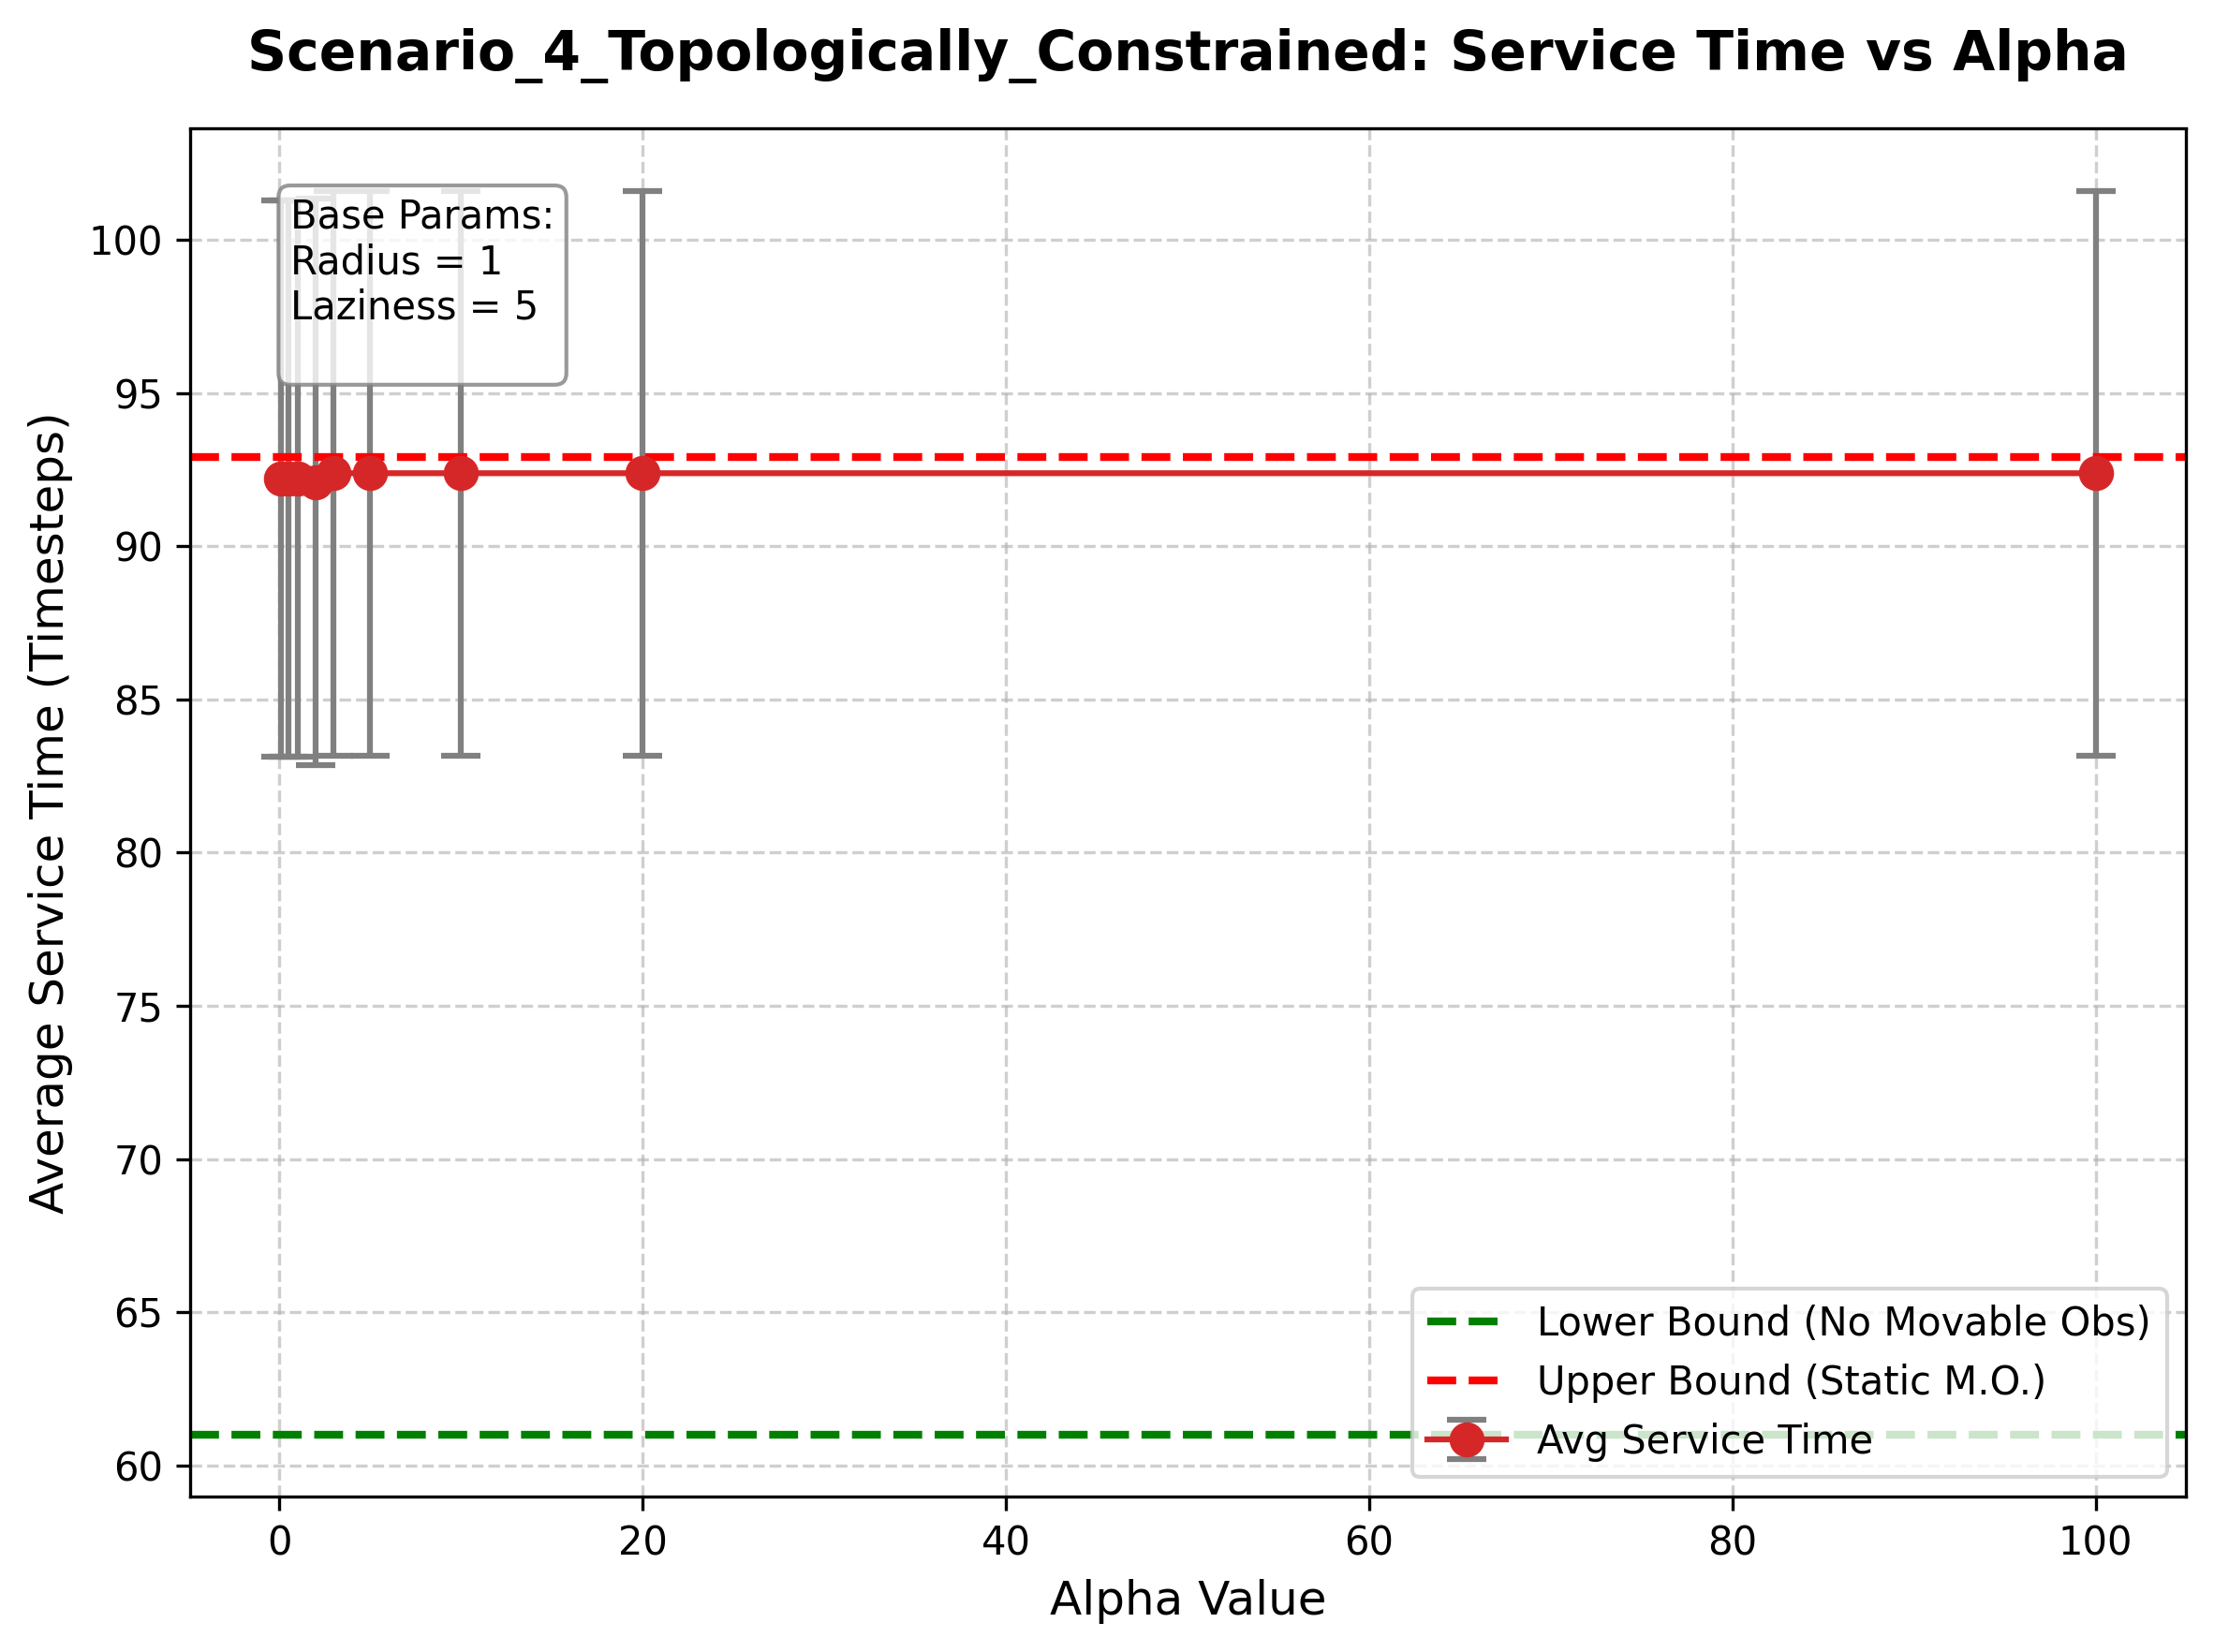 Scenario_4_Topologically_Constrained: Service Time vs Alpha
Average Service Time (Timesteps)
100
95
90
85
80
75
70
65
60
Base Params:
Radius = 1
Laziness = 5
Lower Bound (No Movable Obs)
Upper Bound (Static M.O.)
Avg Service Time
0 20 40 60 80 100
Alpha Value